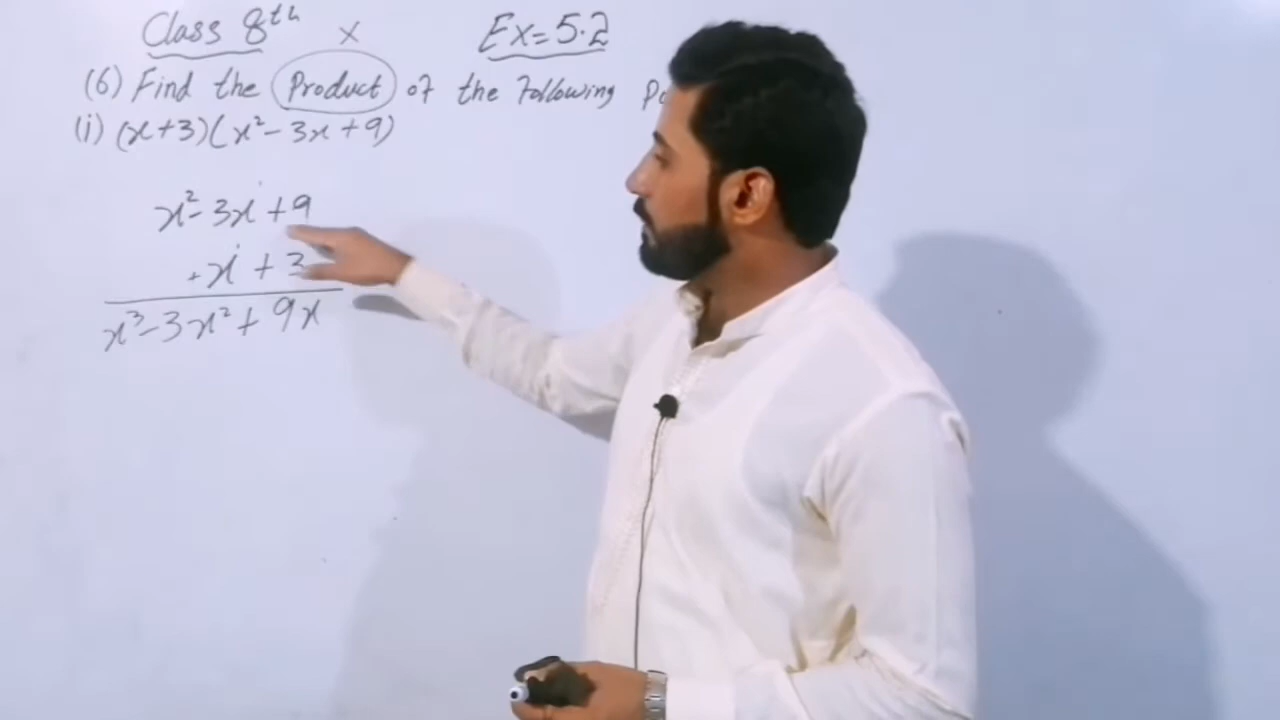 Class 8th × Ex=5.2
(6) Find the Product of the Following
(i) (x+3)(x²-3x+9)
x²-3x+9
x+3
x³-3x²+9x